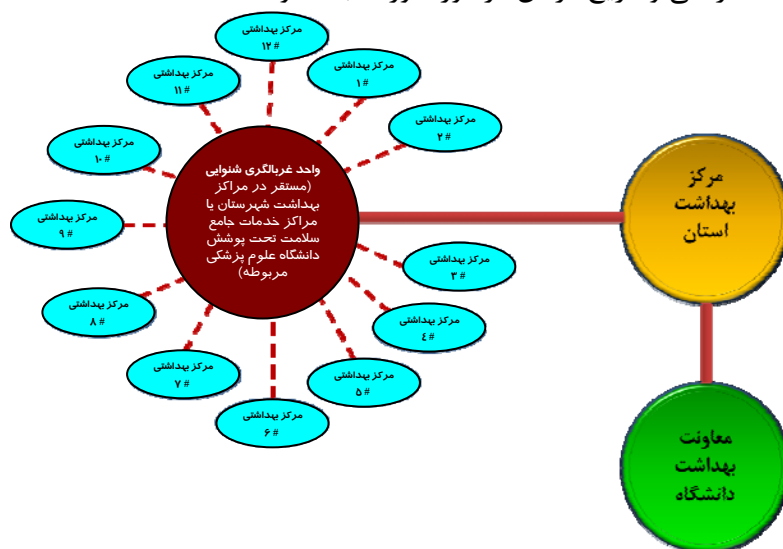 مرکز بهداشتی
# ۱۲
مرکز بهداشتی
# ۱
مرکز بهداشتی
# ۲
مرکز بهداشتی
# ۳
مرکز بهداشتی
# ٤
مرکز بهداشتی
# ۵
مرکز بهداشتی
# ۶
مرکز بهداشتی
# ۷
مرکز بهداشتی
# ۸
مرکز بهداشتی
# ۹
مرکز بهداشتی
# ۱۰
مرکز بهداشتی
# ۱۱
واحد غربالگری شنوایی
(مستقر در مراکز
بهداشت شهرستان یا
مراکز خدمات جامع
سلامت تحت پوشش
دانشگاه علوم پزشکی
مربوطه)
مرکز
بهداشت
استان
معاونت
بهداشت
دانشگاه